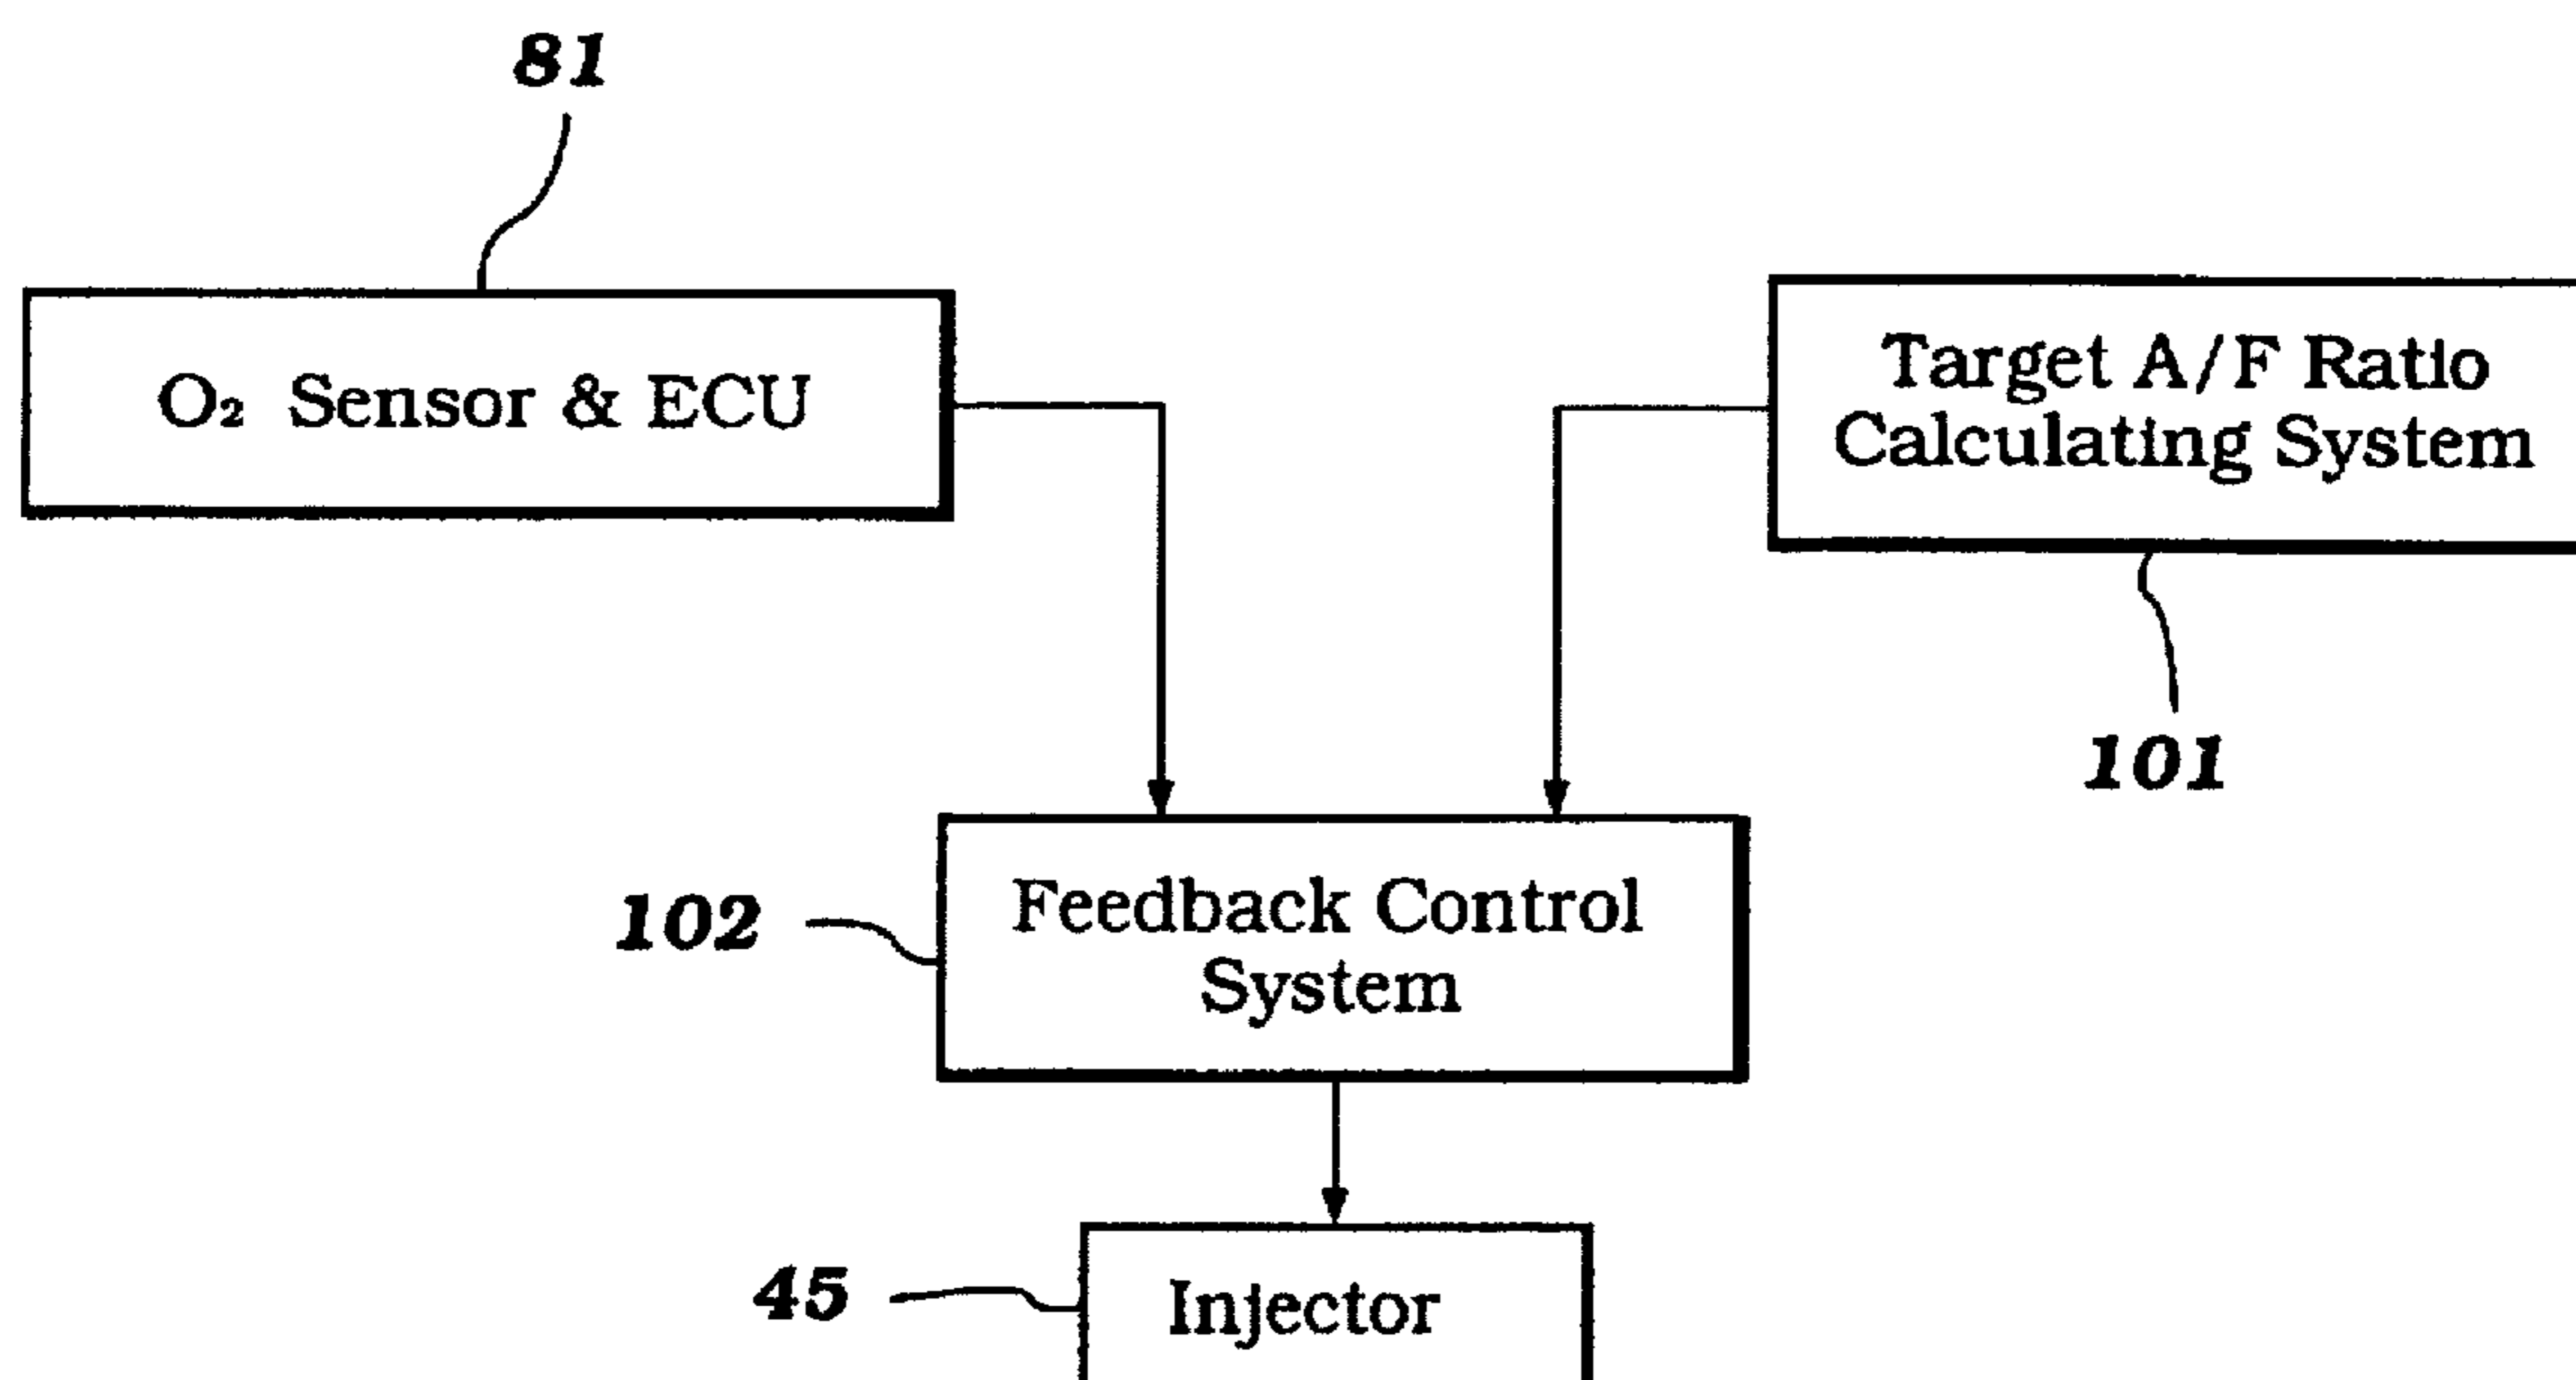 81
O₂ Sensor & ECU
Target A/F Ratio
Calculating System
101
102
Feedback Control
System
45
Injector